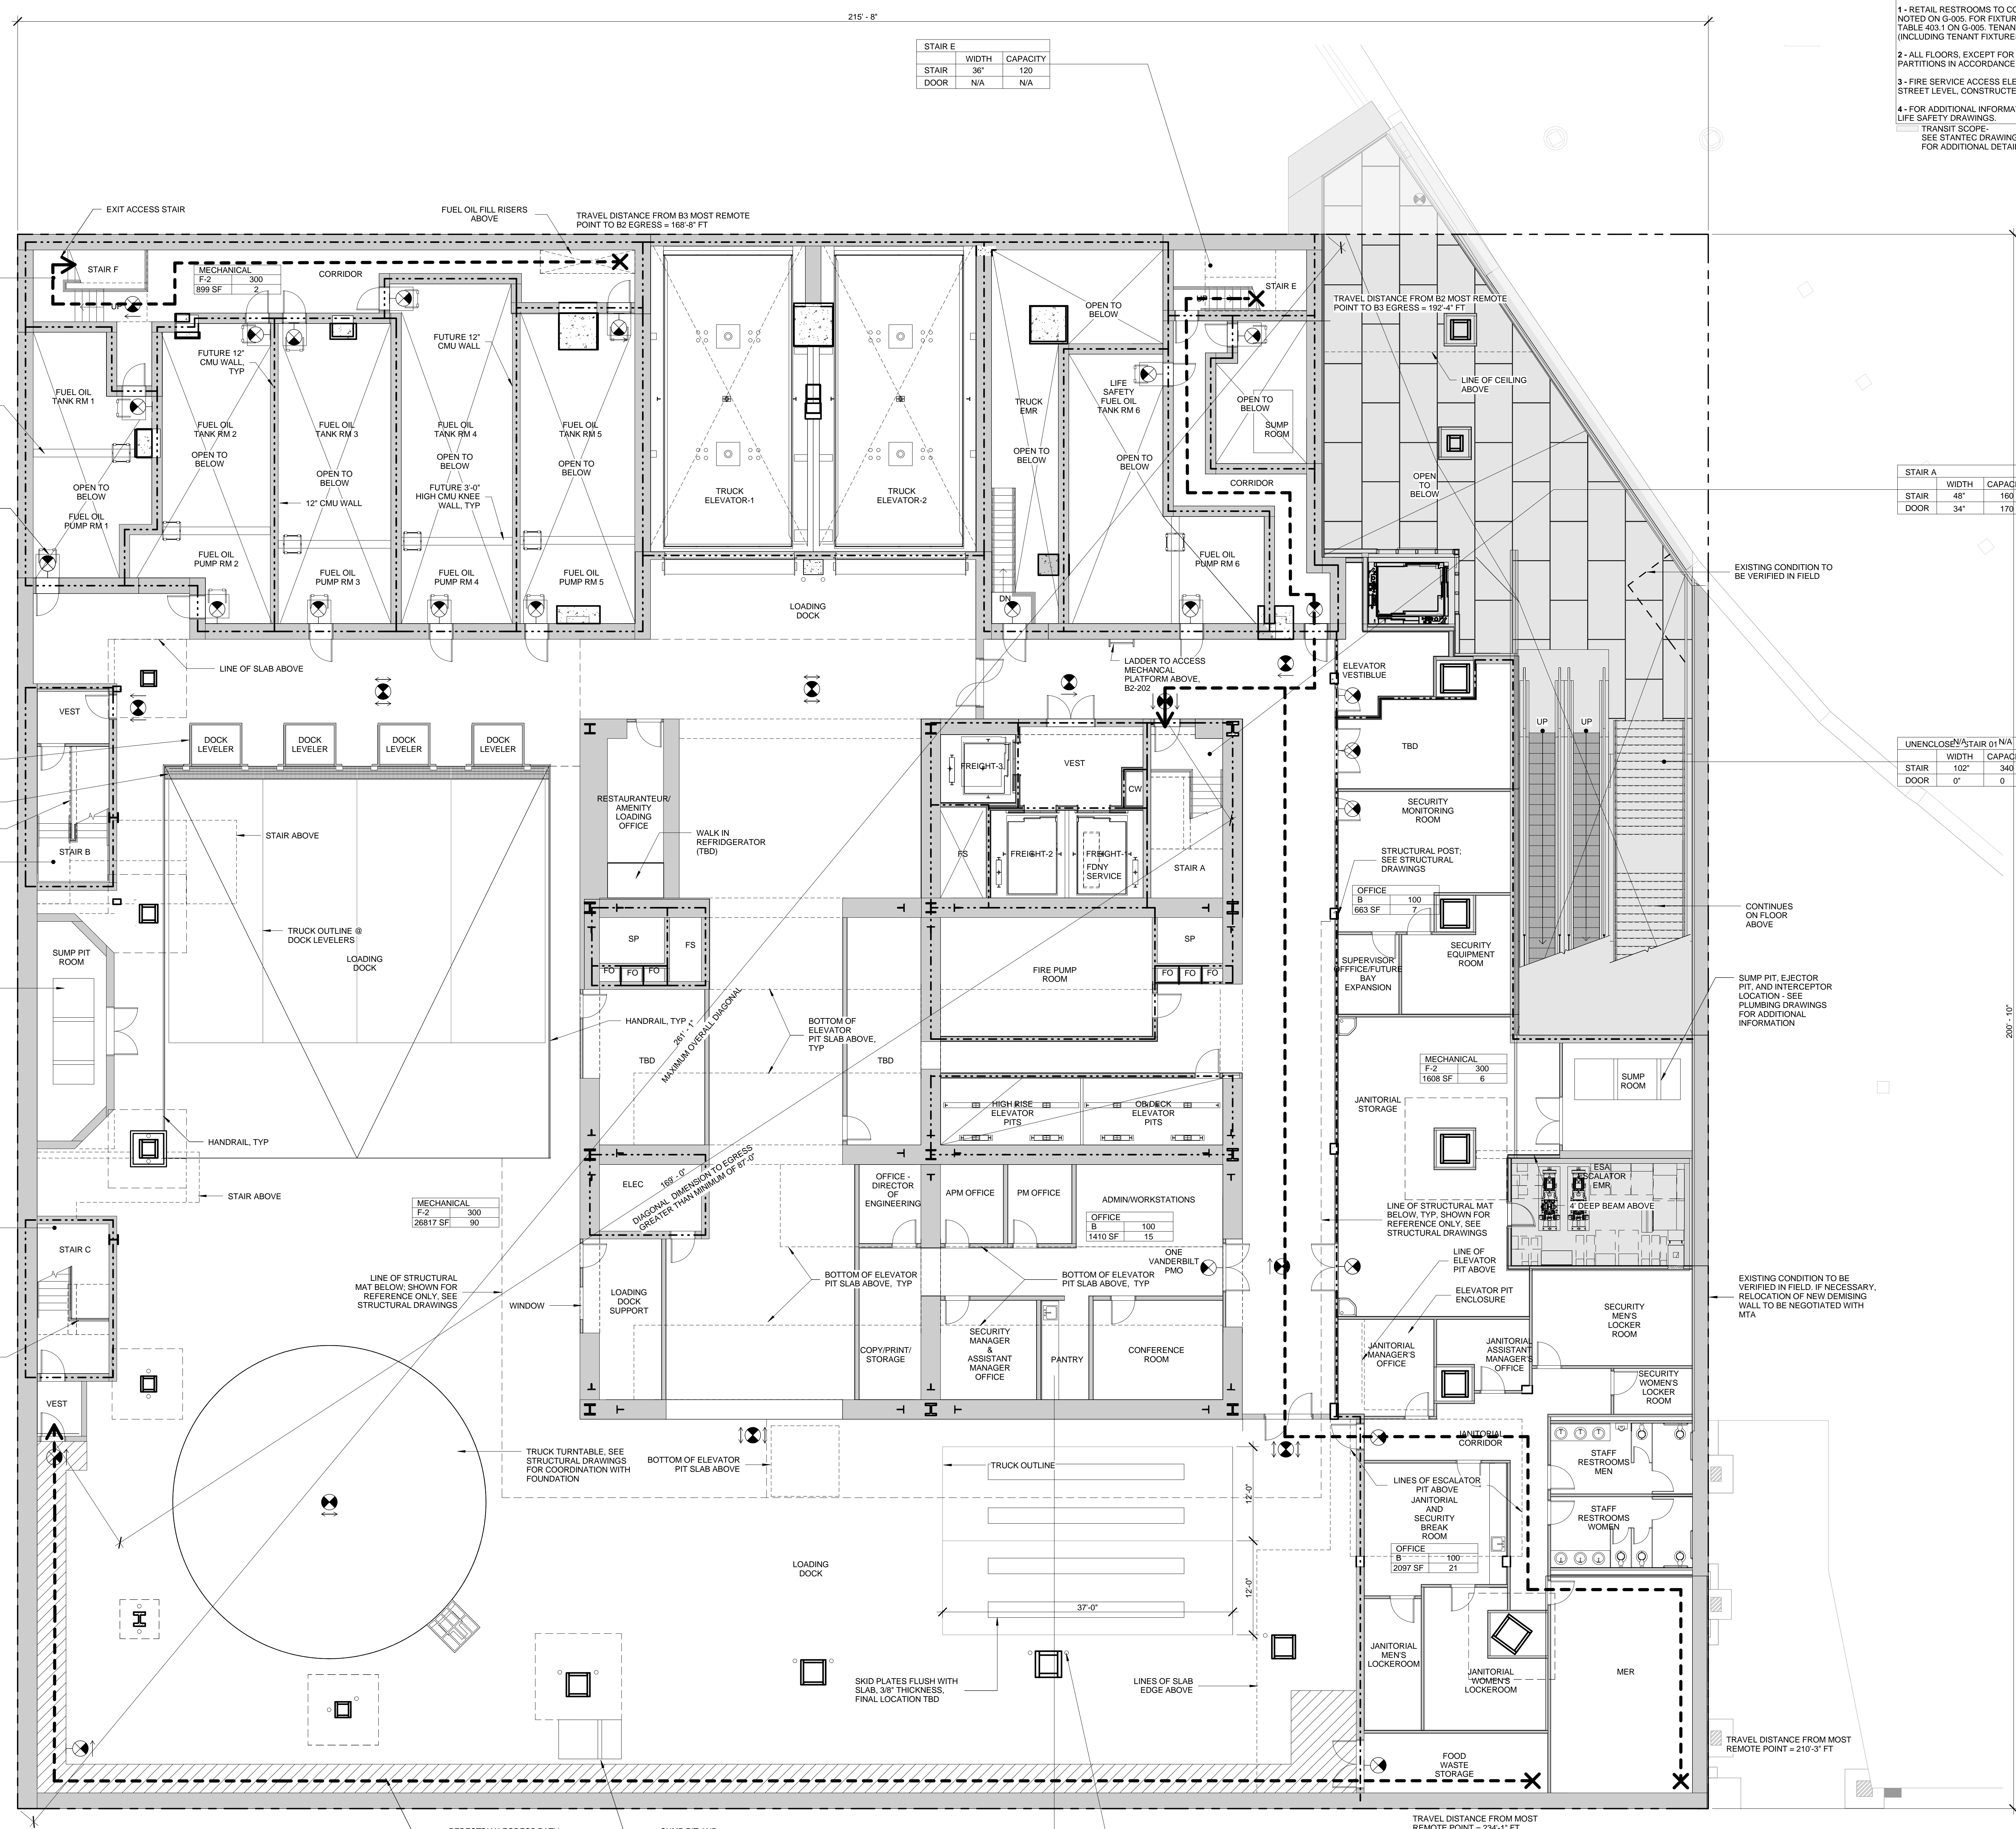 215' - 8"
STAIR E
WIDTH CAPACITY
STAIR 36" 120
DOOR N/A N/A
1 - RETAIL RESTROOMS TO
NOTED ON G-005. FOR
TABLE 403.1 ON G-005.
(INCLUDING TENANT
2 - ALL FLOORS, EXCEPT FOR
PARTITIONS IN ACCORDANCE
3 - FIRE SERVICE ACCESS
STREET LEVEL,
4 - FOR ADDITIONAL
LIFE SAFETY DRAWINGS.
TRANSIT SCOPE-
SEE STANTEC
FOR ADDITIONAL
EXIT ACCESS STAIR
FUEL OIL FILL RISERS
ABOVE
TRAVEL DISTANCE FROM B3 MOST REMOTE
POINT TO B2 EGRESS = 168'-8" FT
STAIR F
UP
MECHANICAL
F-2 300
899 SF 2
CORRIDOR
FUTURE 12"
CMU WALL,
TYP
FUTURE 12"
CMU WALL
OPEN TO
BELOW
UP
STAIR E
TRAVEL DISTANCE FROM B2 MOST REMOTE
POINT TO B3 EGRESS = 192'-4" FT
LINE OF CEILING
ABOVE
FUEL OIL
TANK RM 1
FUEL OIL
TANK RM 2
OPEN TO
BELOW
FUEL OIL
TANK RM 3
OPEN TO
BELOW
FUEL OIL
TANK RM 4
OPEN TO
BELOW
FUEL OIL
TANK RM 5
OPEN TO
BELOW
TRUCK
EMR
OPEN TO
BELOW
LIFE
SAFETY
FUEL OIL
TANK RM 6
OPEN TO
BELOW
OPEN TO
BELOW
SUMP
ROOM
CORRIDOR
OPEN
TO
BELOW
OPEN TO
BELOW
FUEL OIL
PUMP RM 1
12" CMU WALL
FUTURE 3'-0"
HIGH CMU KNEE
WALL, TYP
TRUCK
ELEVATOR-1
TRUCK
ELEVATOR-2
STAIR A
WIDTH
STAIR 48" 160
DOOR 34" 170
FUEL OIL
PUMP RM 2
FUEL OIL
PUMP RM 3
FUEL OIL
PUMP RM 4
FUEL OIL
PUMP RM 5
FUEL OIL
PUMP RM 6
DN
LOADING
DOCK
EXISTING CONDITION TO
BE VERIFIED IN FIELD
LINE OF SLAB ABOVE
LADDER TO ACCESS
MECHANCAL
PLATFORM ABOVE,
B2-202
ELEVATOR
VESTIBLUE
VEST
DOCK
LEVELER
DOCK
LEVELER
DOCK
LEVELER
DOCK
LEVELER
UP
UP
TBD
N/A N/A
UNENCLOSED STAIR 01
WIDTH
STAIR 102" 340
DOOR 0" 0
FREIGHT-3
VEST
CW
RESTAURANTEUR/
AMENITY
LOADING
OFFICE
WALK IN
REFRIDGERATOR
(TBD)
STAIR ABOVE
STAIR B
FS
FREIGHT-2
FREIGHT-1
FDNY
SERVICE
STAIR A
SECURITY
MONITORING
ROOM
STRUCTURAL POST;
SEE STRUCTURAL
DRAWINGS
OFFICE
B 100
663 SF 7
CONTINUES
ON FLOOR
ABOVE
SUMP PIT
ROOM
TRUCK OUTLINE @
DOCK LEVELERS
LOADING
DOCK
SP
FS
FO FO FO
FIRE PUMP
ROOM
SP
FO FO FO
SUPERVISOR
OFFFICE/FUTURE
BAY
EXPANSION
SECURITY
EQUIPMENT
ROOM
SUMP PIT, EJECTOR
PIT, AND INTERCEPTOR
LOCATION - SEE
PLUMBING DRAWINGS
FOR ADDITIONAL
INFORMATION
HANDRAIL, TYP
261' - 1"
MAXIMUM OVERALL DIAGONAL
BOTTOM OF
ELEVATOR
PIT SLAB ABOVE,
TYP
TBD
TBD
200' - 10"
MECHANICAL
F-2 300
1608 SF 6
SUMP
ROOM
JANITORIAL
STORAGE
HIGH RISE
ELEVATOR
PITS
OB DECK
ELEVATOR
PITS
HANDRAIL, TYP
STAIR ABOVE
MECHANICAL
F-2 300
26817 SF 90
ELEC
169' - 0"
DIAGONAL DIMENSION TO EGRESS
GREATER THAN MINIMUM OF 87'-0"
OFFICE -
DIRECTOR
OF
ENGINEERING
APM OFFICE
PM OFFICE
ADMIN/WORKSTATIONS
OFFICE
B 100
1410 SF 15
ONE
VANDERBILT
PMO
ESA
ESCALATOR
EMR
4' DEEP BEAM ABOVE
LINE OF STRUCTURAL MAT
BELOW, TYP, SHOWN FOR
REFERENCE ONLY, SEE
STRUCTURAL DRAWINGS
STAIR C
LINE OF
ELEVATOR
PIT ABOVE
LINE OF STRUCTURAL
MAT BELOW; SHOWN FOR
REFERENCE ONLY, SEE
STRUCTURAL DRAWINGS
WINDOW
LOADING
DOCK
SUPPORT
BOTTOM OF ELEVATOR
PIT SLAB ABOVE, TYP
BOTTOM OF ELEVATOR
PIT SLAB ABOVE, TYP
ELEVATOR PIT
ENCLOSURE
EXISTING CONDITION TO BE
VERIFIED IN FIELD. IF NECESSARY,
RELOCATION OF NEW DEMISING
WALL TO BE NEGOTIATED WITH
MTA
SECURITY
MEN'S
LOCKER
ROOM
COPY/PRINT/
STORAGE
SECURITY
MANAGER
&
ASSISTANT
MANAGER
OFFICE
PANTRY
CONFERENCE
ROOM
JANITORIAL
MANAGER'S
OFFICE
JANITORIAL
ASSISTANT
MANAGER'S
OFFICE
SECURITY
WOMEN'S
LOCKER
ROOM
VEST
TRUCK TURNTABLE, SEE
STRUCTURAL DRAWINGS
FOR COORDINATION WITH
FOUNDATION
BOTTOM OF ELEVATOR
PIT SLAB ABOVE
TRUCK OUTLINE
12'-0"
12'-0"
37'-0"
JANITORIAL
CORRIDOR
LINES OF ESCALATOR
PIT ABOVE
JANITORIAL
AND
SECURITY
BREAK
ROOM
OFFICE
B 100
2097 SF 21
STAFF
RESTROOMS
MEN
STAFF
RESTROOMS
WOMEN
LOADING
DOCK
SKID PLATES FLUSH WITH
SLAB, 3/8" THICKNESS,
FINAL LOCATION TBD
LINES OF SLAB
EDGE ABOVE
JANITORIAL
MEN'S
LOCKEROOM
JANITORIAL
WOMEN'S
LOCKEROOM
MER
FOOD
WASTE
STORAGE
TRAVEL DISTANCE FROM MOST
REMOTE POINT = 210'-3" FT
TRAVEL DISTANCE FROM MOST
REMOTE POINT = 234'-1" FT